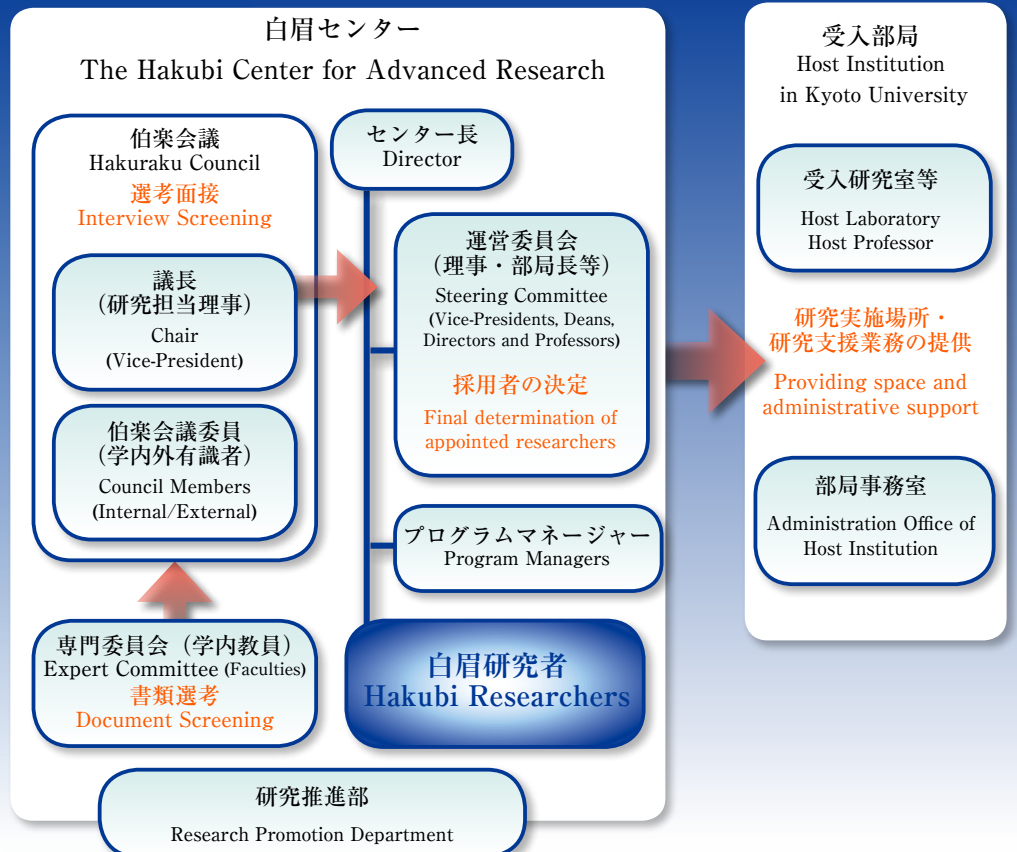 白眉センター
The Hakubi Center for Advanced Research
伯楽会議
Hakuraku Council
選考面接
Interview Screening
議長
（研究担当理事）
Chair
(Vice-President)
伯楽会議委員
（学内外有識者）
Council Members
(Internal/External)
専門委員会（学内教員）
Expert Committee (Faculties)
書類選考
Document Screening
センター長
Director
運営委員会
（理事・部局長等）
Steering Committee
(Vice-Presidents, Deans,
Directors and Professors)
採用者の決定
Final determination of
appointed researchers
プログラムマネージャー
Program Managers
白眉研究者
Hakubi Researchers
研究推進部
Research Promotion Department
受入部局
Host Institution
in Kyoto University
受入研究室等
Host Laboratory
Host Professor
研究実施場所・
研究支援業務の提供
Providing space and
administrative support
部局事務室
Administration Office of
Host Institution